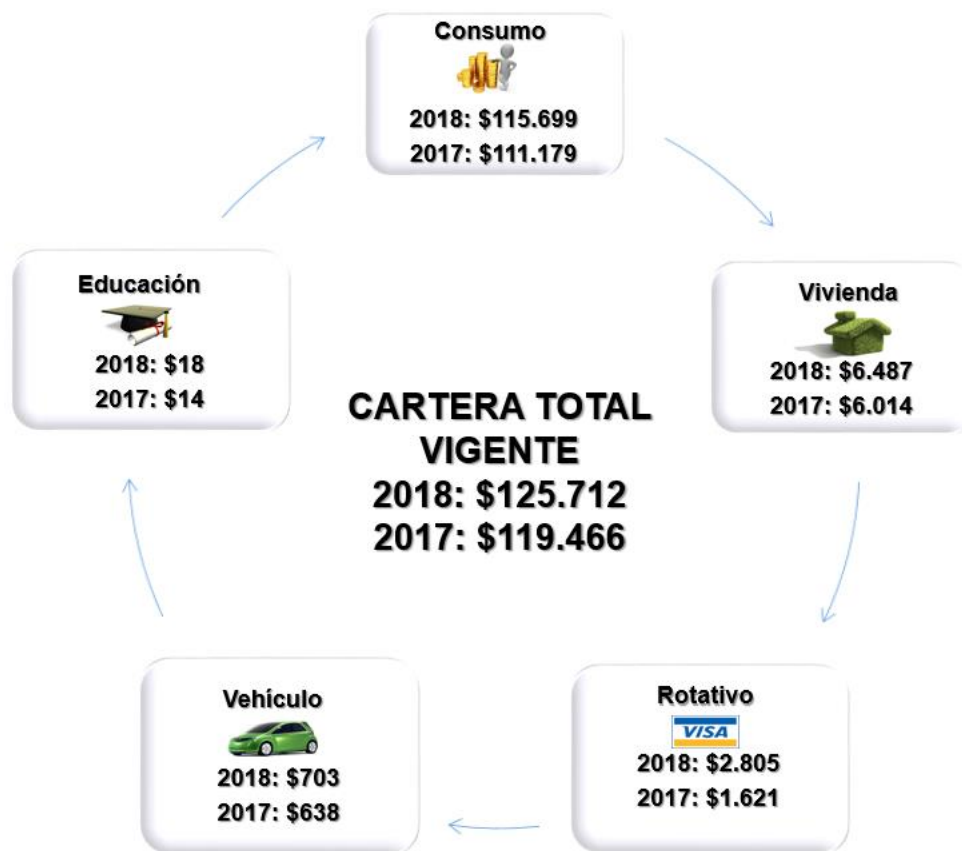 Consumo
2018: $115.699
2017: $111.179
Educación
2018: $18
2017: $14
Vivienda
2018: $6.487
2017: $6.014
CARTERA TOTAL
VIGENTE
2018: $125.712
2017: $119.466
Vehículo
2018: $703
2017: $638
Rotativo
VISA
2018: $2.805
2017: $1.621